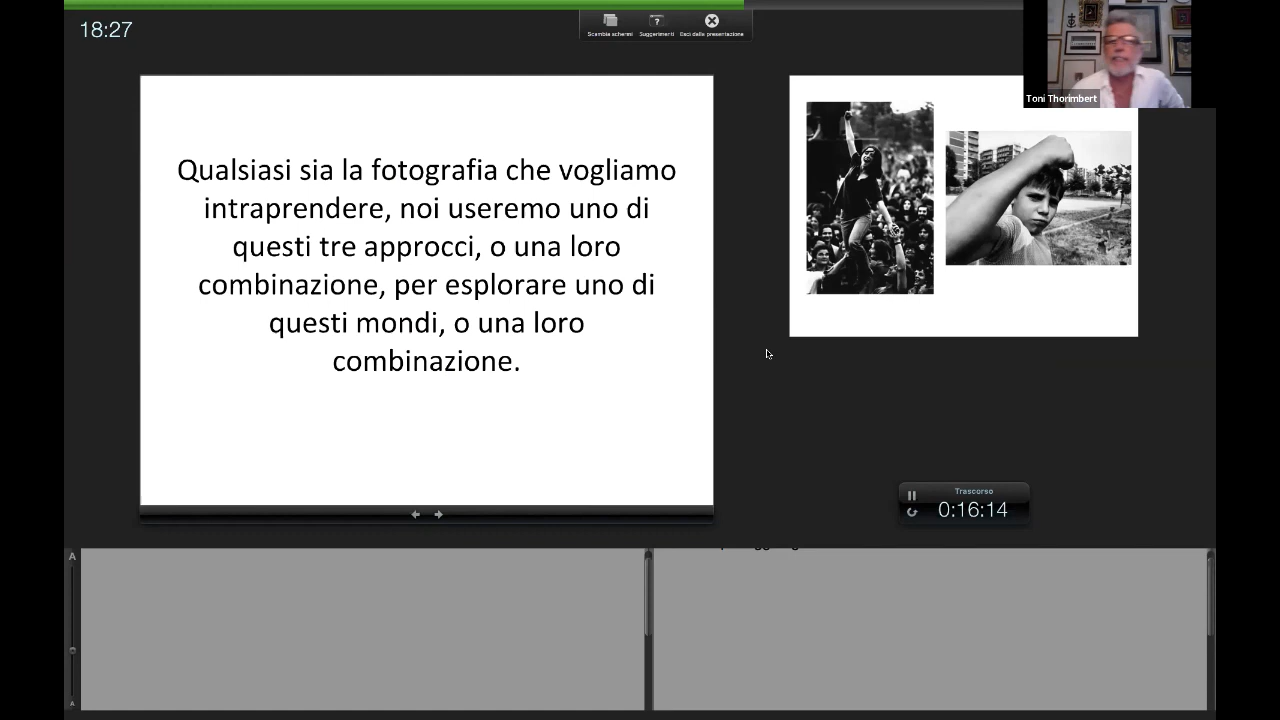 18:27
Scambia schermi
?
Suggerimenti
Esci dalla presentazione
Toni Thorimbert
Qualsiasi sia la fotografia che vogliamo
intraprendere, noi useremo uno di
questi tre approcci, o una loro
combinazione, per esplorare uno di
questi mondi, o una loro
combinazione.
Trascorso
0:16:14
A
A